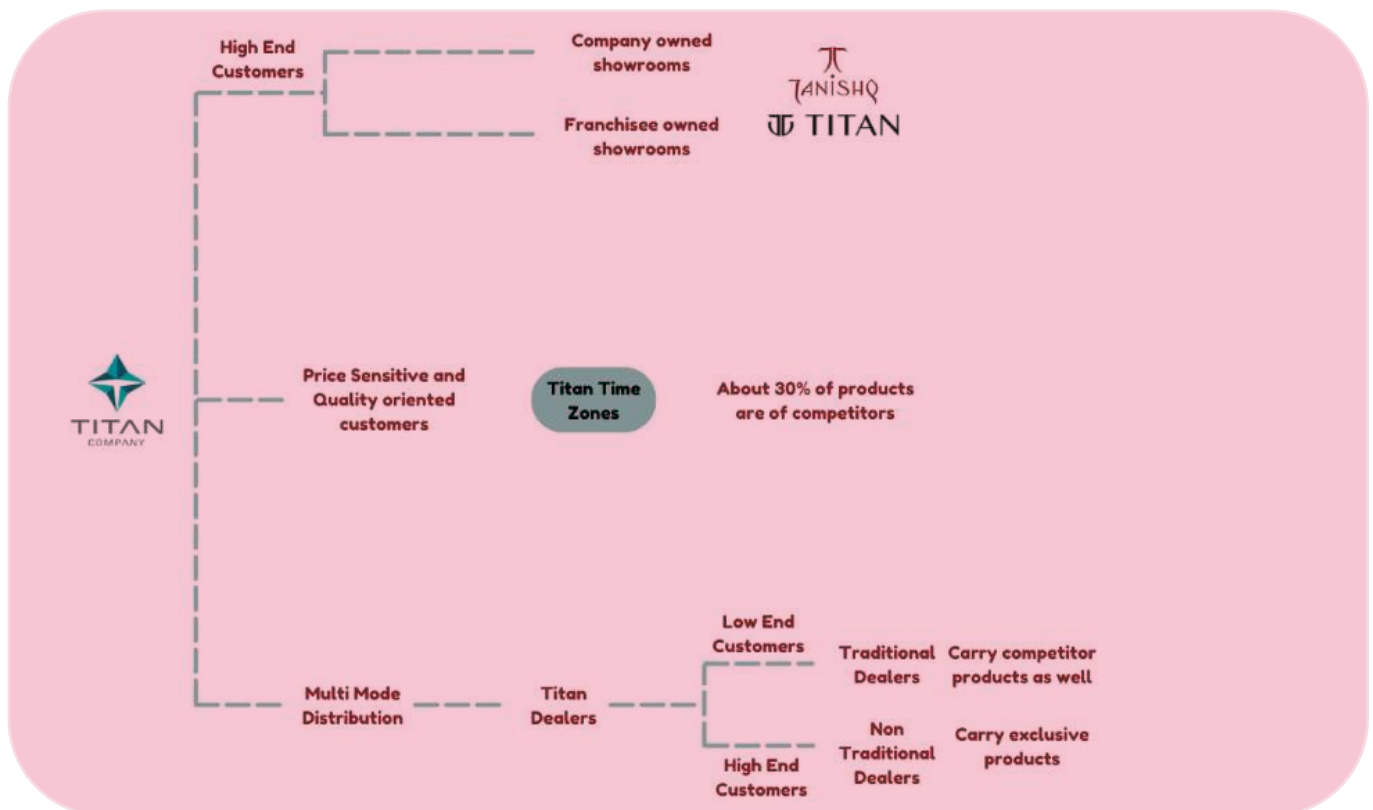 High End
Customers
Company owned
showrooms
Franchisee owned
showrooms
TANISHQ
TITAN
TITAN
COMPANY
Price Sensitive and
Quality oriented
customers
Titan Time
Zones
About 30% of products
are of competitors
Multi Mode
Distribution
Titan
Dealers
Low End
Customers
Traditional
Dealers
Carry competitor
products as well
High End
Customers
Non
Traditional
Dealers
Carry exclusive
products